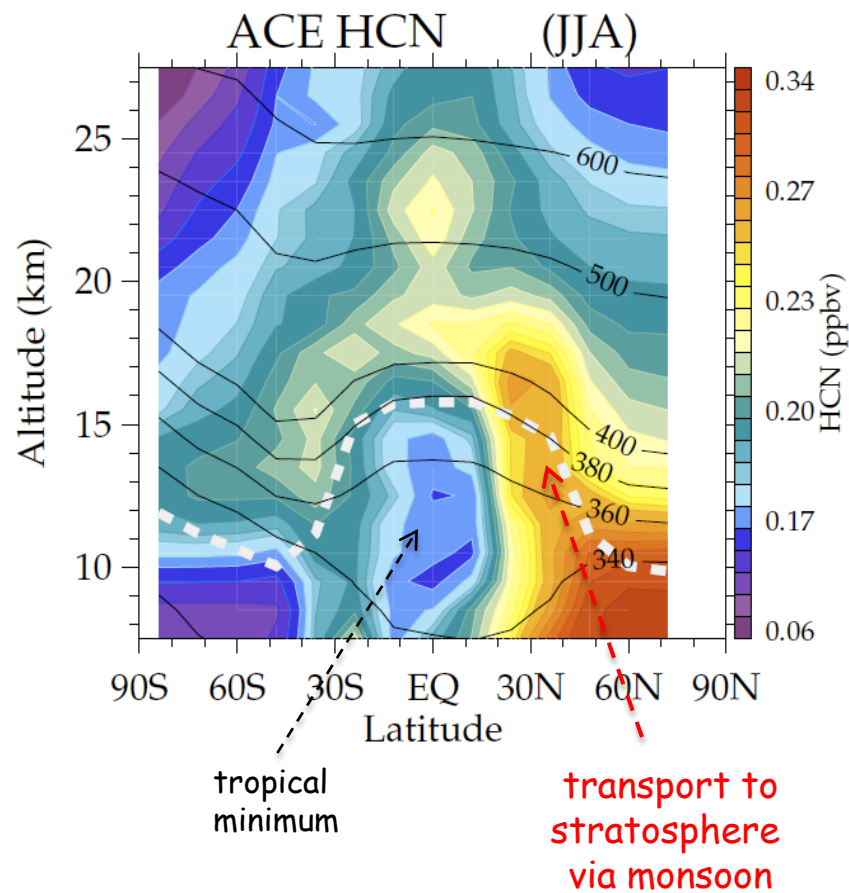 ACE HCN (JJA)
25
20
15
10
Altitude (km)
600
500
400
380
360
340
90S 60S 30S EQ 30N 60N 90N
Latitude
0.34
0.27
0.23
0.20
0.17
0.06
HCN (ppbv)
tropical
minimum
transport to
stratosphere
via monsoon